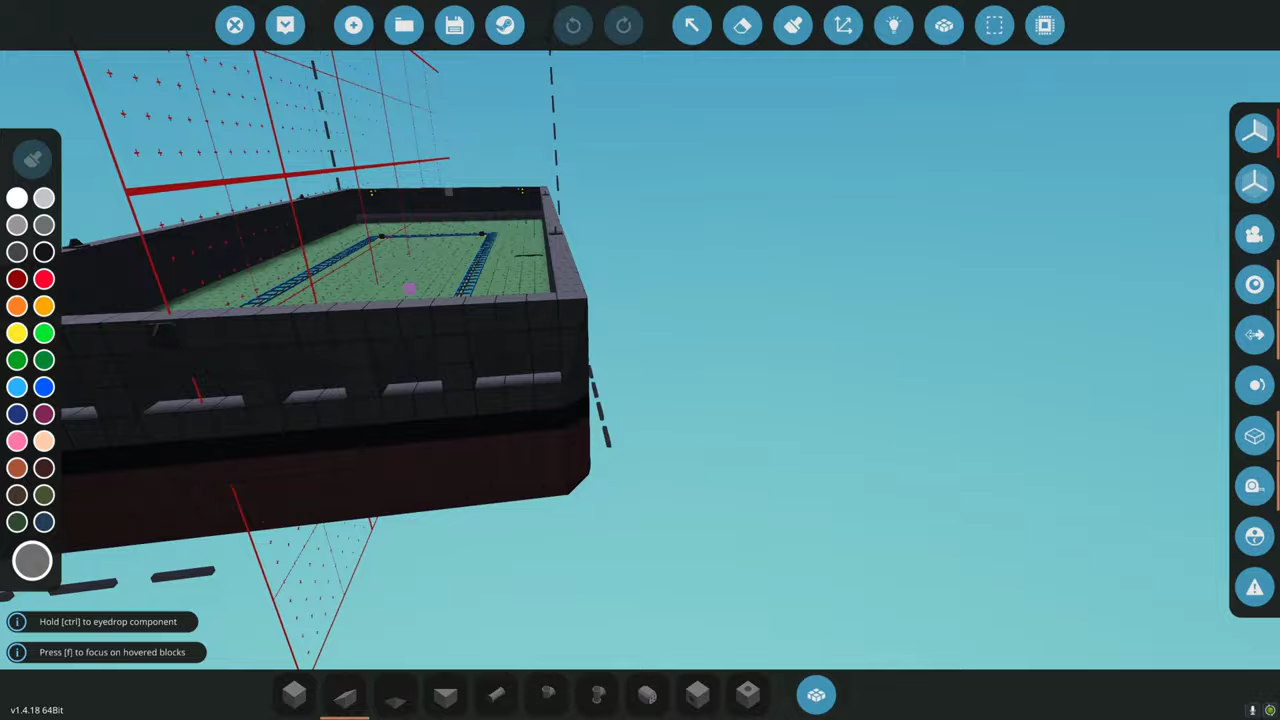 Hold [ctrl] to eyedrop component
Press [f] to focus on hovered blocks
v1.4.18 64Bit